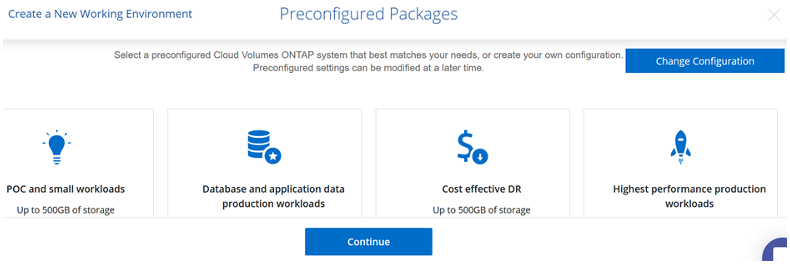 Create a New Working Environment
Preconfigured Packages
Select a preconfigured Cloud Volumes ONTAP system that best matches your needs, or create your own configuration.
Preconfigured settings can be modified at a later time.
Change Configuration
POC and small workloads
Up to 500GB of storage
Database and application data
production workloads
Cost effective DR
Up to 500GB of storage
Highest performance production
workloads
Continue